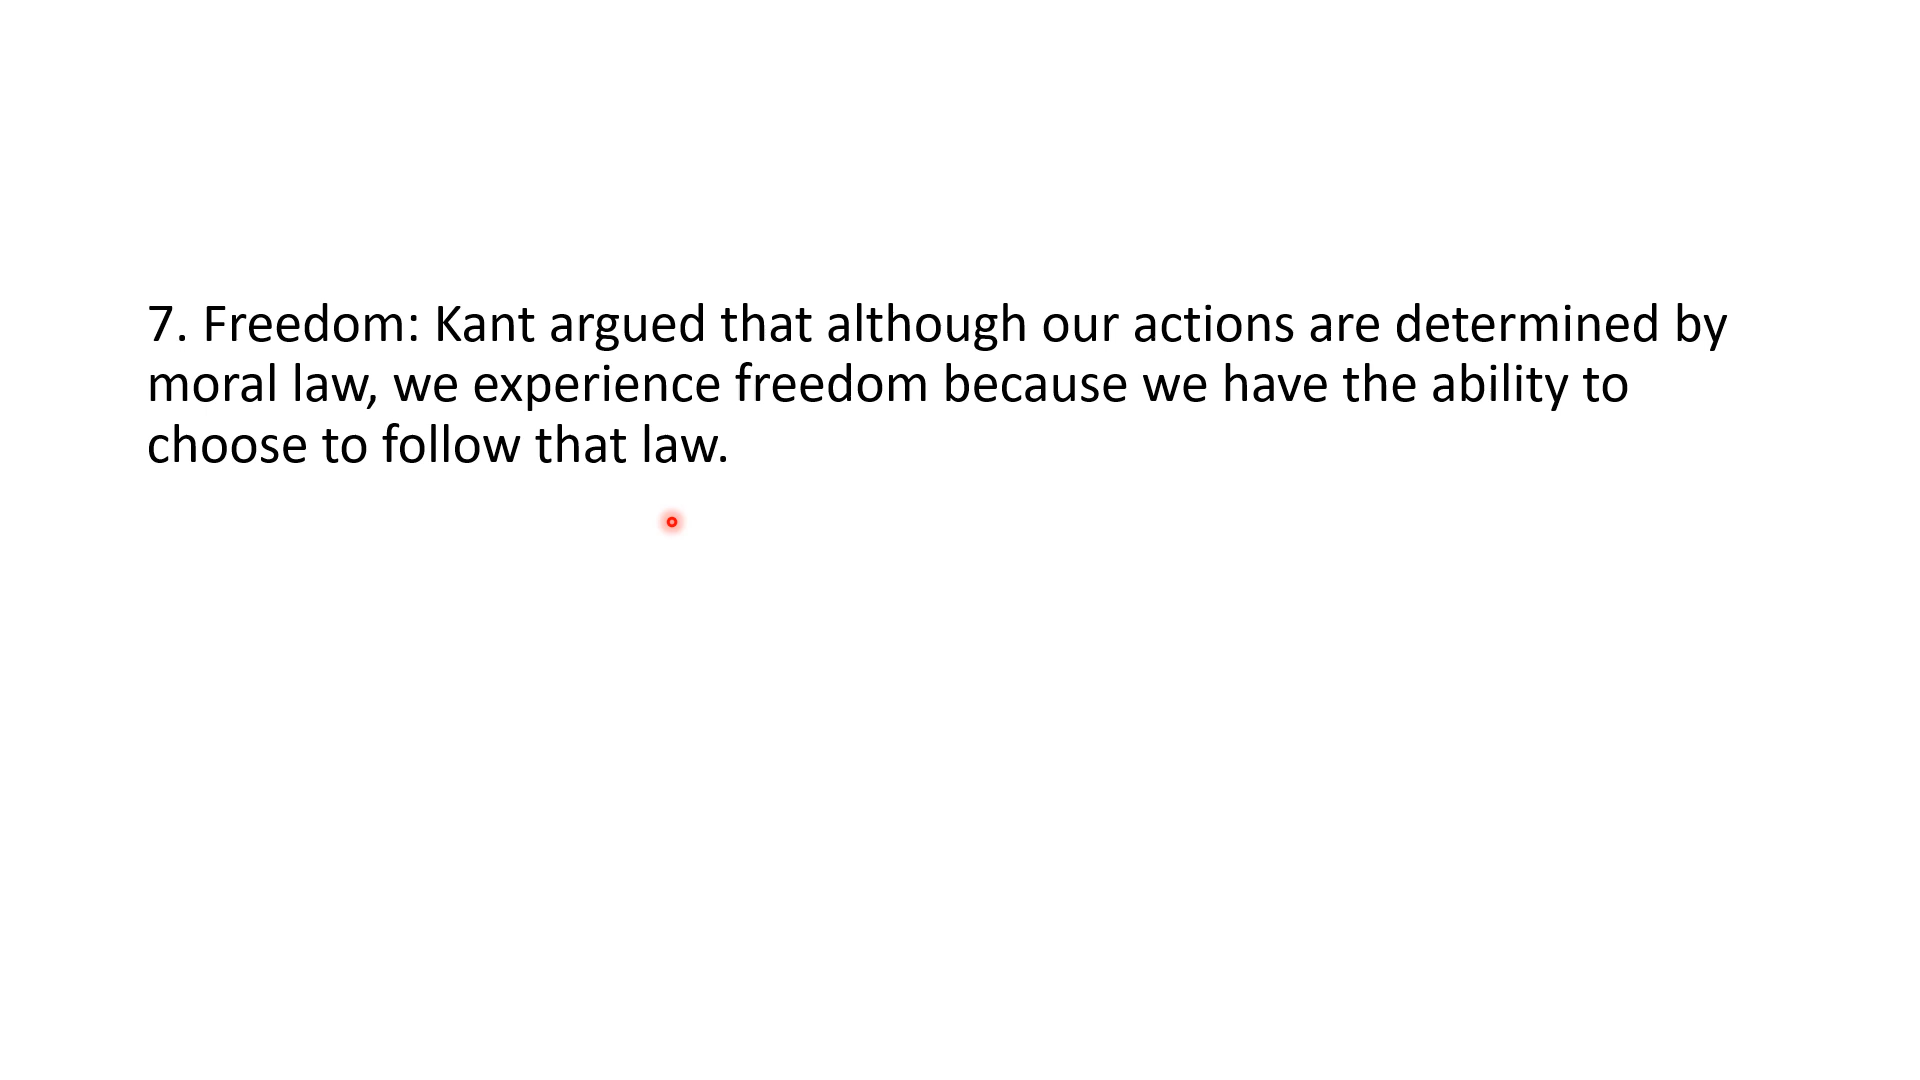 7. Freedom: Kant argued that although our actions are determined by
moral law, we experience freedom because we have the ability to
choose to follow that law.